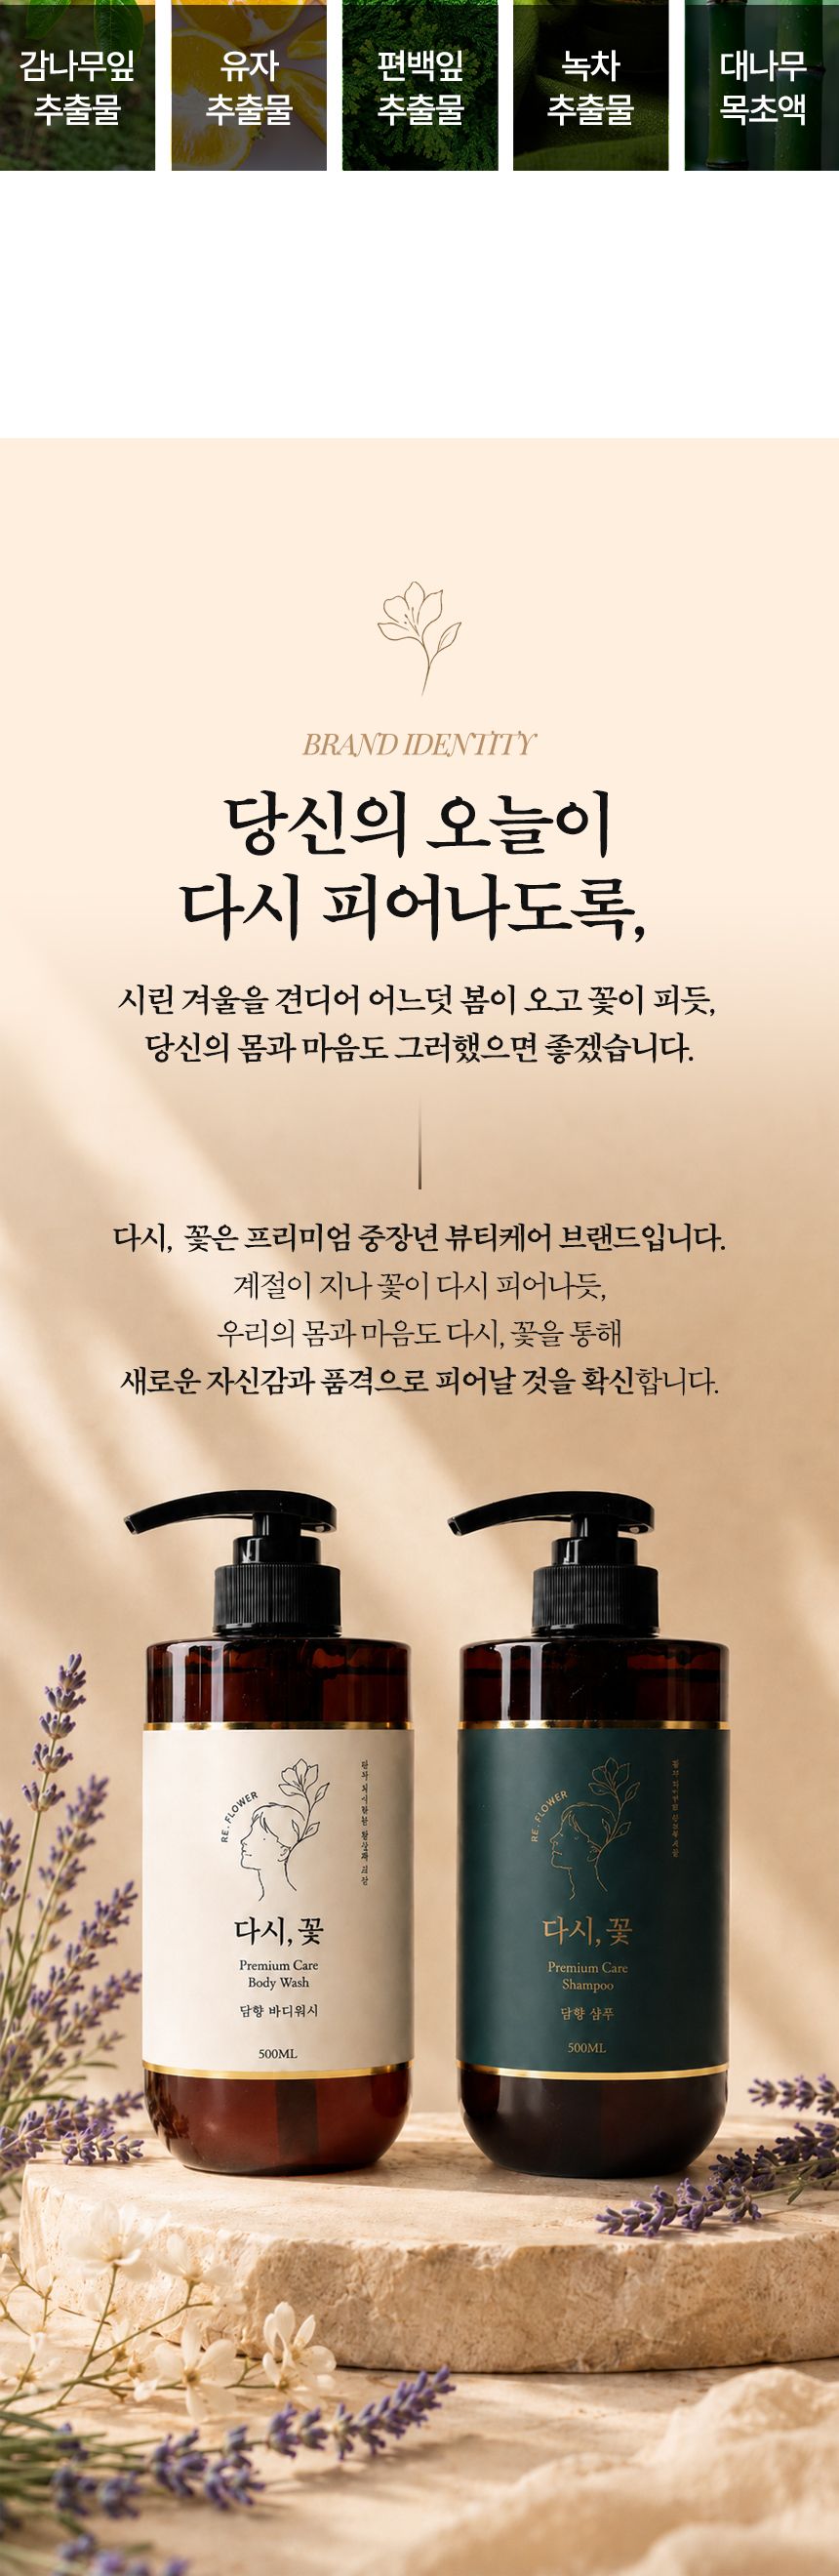 감나무잎
추출물
유자
추출물
편백잎
추출물
녹차
추출물
대나무
목초액
BRAND IDENTITY
당신의 오늘이
다시 피어나도록,
시린 겨울을 견디어 어느덧 봄이 오고 꽃이 피듯,
당신의 몸과 마음도 그러했으면 좋겠습니다.
다시, 꽃은 프리미엄 중장년 뷰티케어 브랜드입니다.
계절이 지나 꽃이 다시 피어나듯,
우리의 몸과 마음도 다시, 꽃을 통해
새로운 자신감과 품격으로 피어날 것을 확신합니다.
RE. FLOWER
다시, 꽃
Premium Care
Body Wash
담향 바디워시
500ML
RE. FLOWER
다시, 꽃
Premium Care
Shampoo
담향 샴푸
500ML